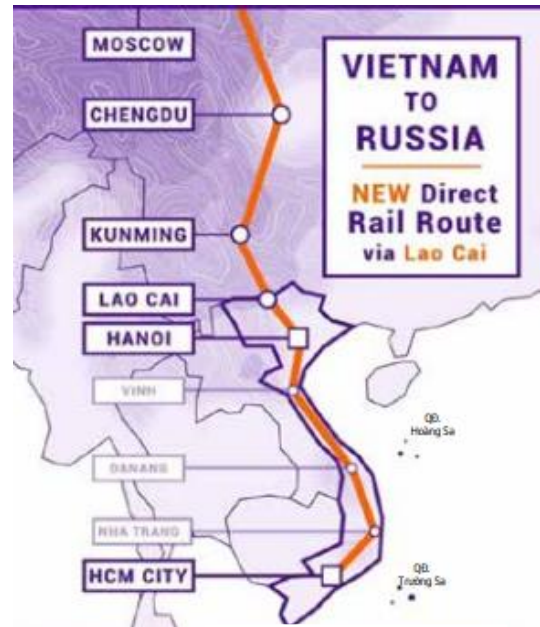 MOSCOW
CHENGDU
KUNMING
LAO CAI
HANOI
VINH
DANANG
NHA TRANG
HCM CITY
VIETNAM
TO
RUSSIA
NEW Direct
Rail Route
via Lao Cai
QĐ.
Hoàng Sa
QĐ.
Trường Sa